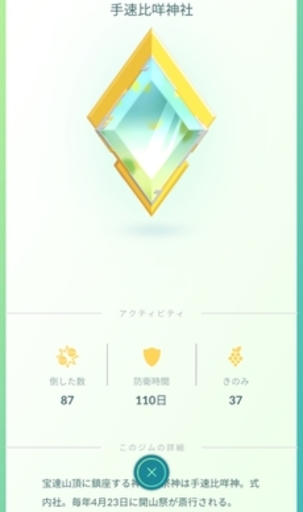 手速比咩神社
アクティビティ
倒した数 防衛時間 きのみ
87 110日 37
このジムの詳細
宝達山頂に鎮座する神 神は手速比咩神。式
内社。毎年4月23日に開山祭が斎行される。